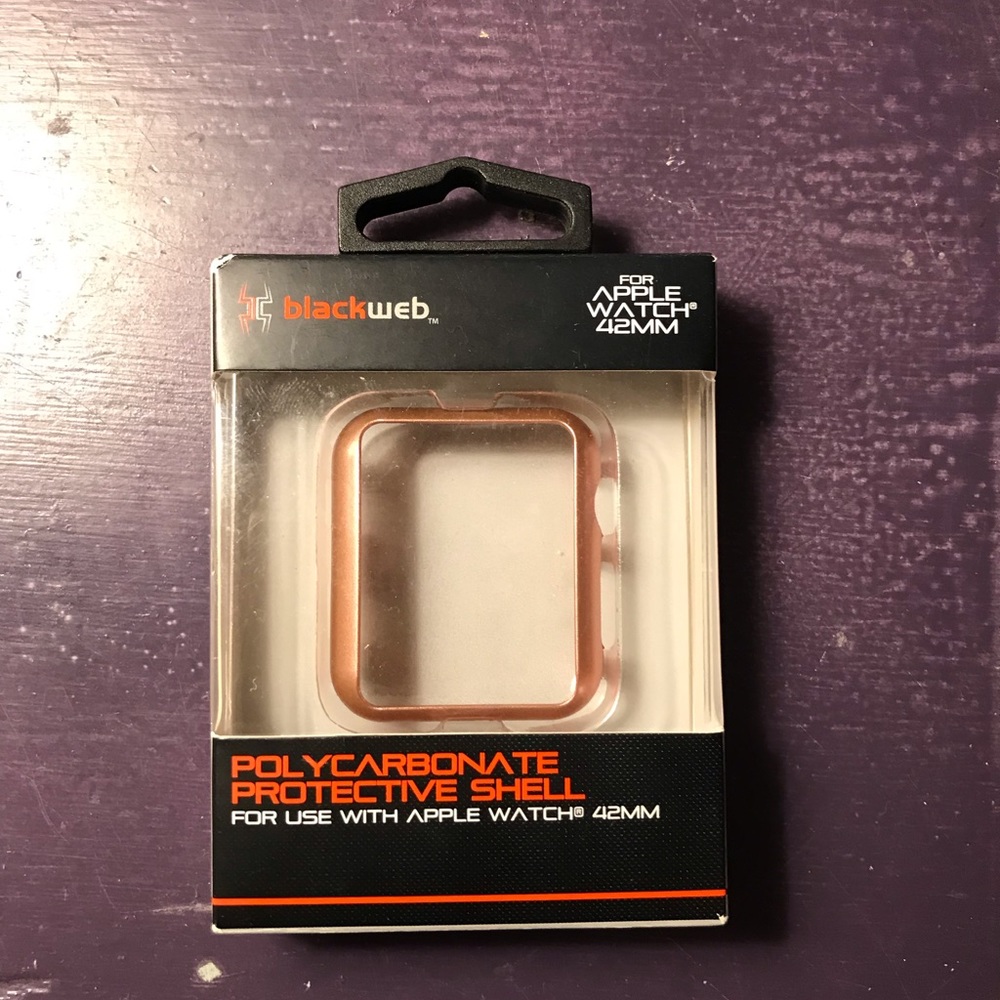 blackweb™
FOR
APPLE
WATCH®
42MM
POLYCARBONATE
PROTECTIVE SHELL
FOR USE WITH APPLE WATCH® 42MM